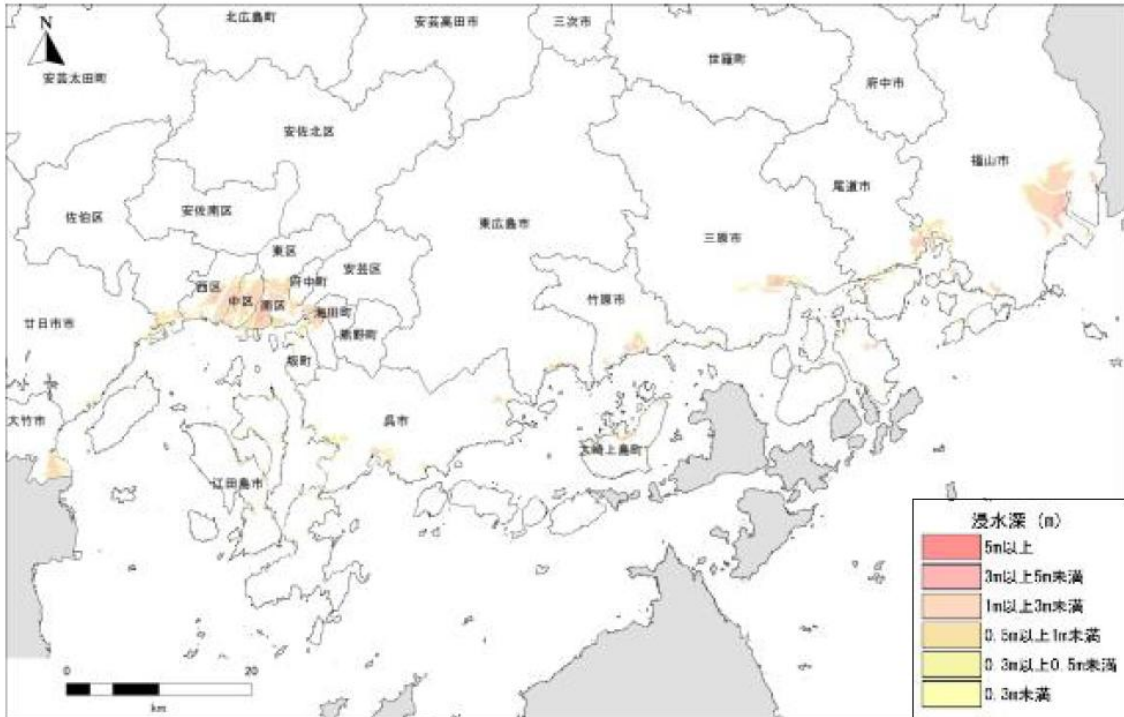 N
北広島町
安芸高田市
三次市
世羅町
府中市
安芸太田町
安佐北区
福山市
尾道市
佐伯区
安佐南区
東広島市
三原市
東区
安芸区
府中町
西区
中区
南区
海田町
竹原市
廿日市市
熊野町
坂町
大竹市
呉市
大崎上島町
江田島市
0
20
km
浸水深 (m)
5m以上
3m以上5m未満
1m以上3m未満
0.5m以上1m未満
0.3m以上0.5m未満
0.3m未満